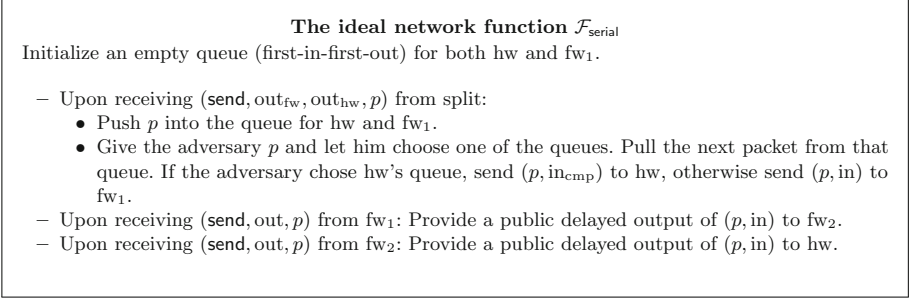 The ideal network function ℱserial
Initialize an empty queue (first-in-first-out) for both hw and fw₁.
– Upon receiving (send, outfw, outhw, p) from split:
• Push p into the queue for hw and fw₁.
• Give the adversary p and let him choose one of the queues. Pull the next packet from that
queue. If the adversary chose hw's queue, send (p, incmp) to hw, otherwise send (p, in) to
fw₁.
– Upon receiving (send, out, p) from fw₁: Provide a public delayed output of (p, in) to fw₂.
– Upon receiving (send, out, p) from fw₂: Provide a public delayed output of (p, in) to hw.